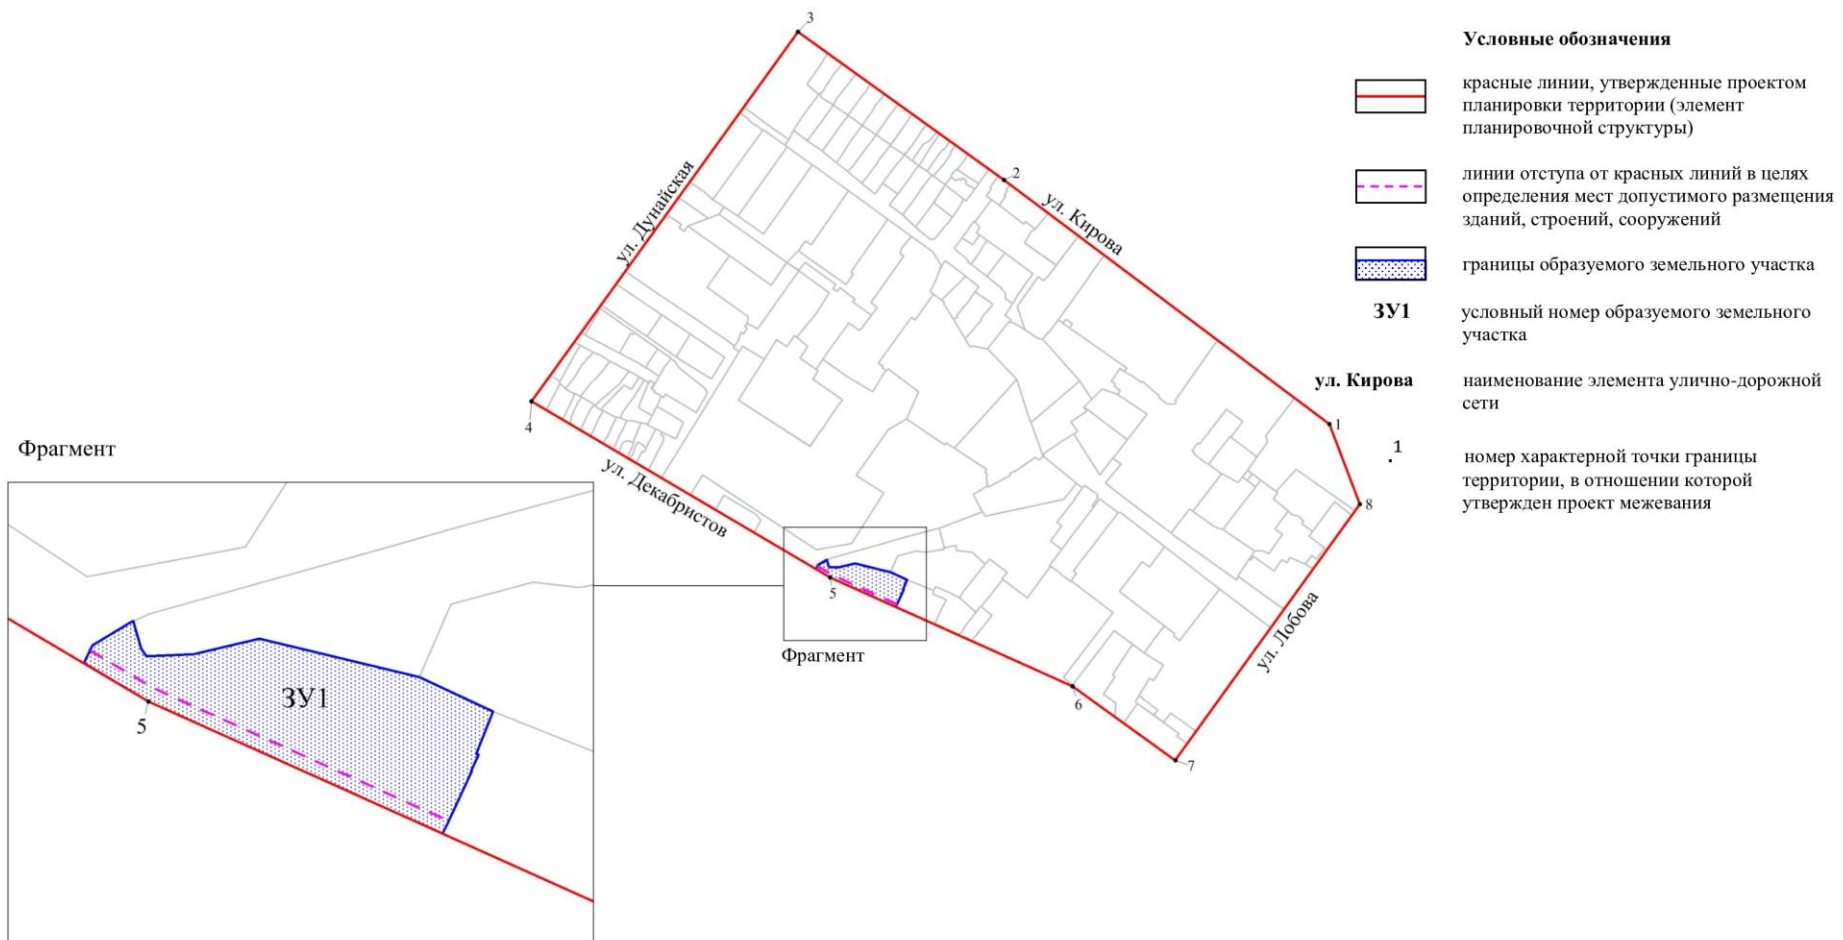 3
2
ул. Кирова
ул. Дунайская
1
8
4
ул. Декабристов
5
Фрагмент
6
7
ул. Лобова
Фрагмент
ЗУ1
5
Условные обозначения
красные линии, утвержденные проектом
планировки территории (элемент
планировочной структуры)
линии отступа от красных линий в целях
определения мест допустимого размещения
зданий, строений, сооружений
границы образуемого земельного участка
ЗУ1
условный номер образуемого земельного
участка
ул. Кирова
наименование элемента улично-дорожной
сети
1
номер характерной точки границы
территории, в отношении которой
утвержден проект межевания